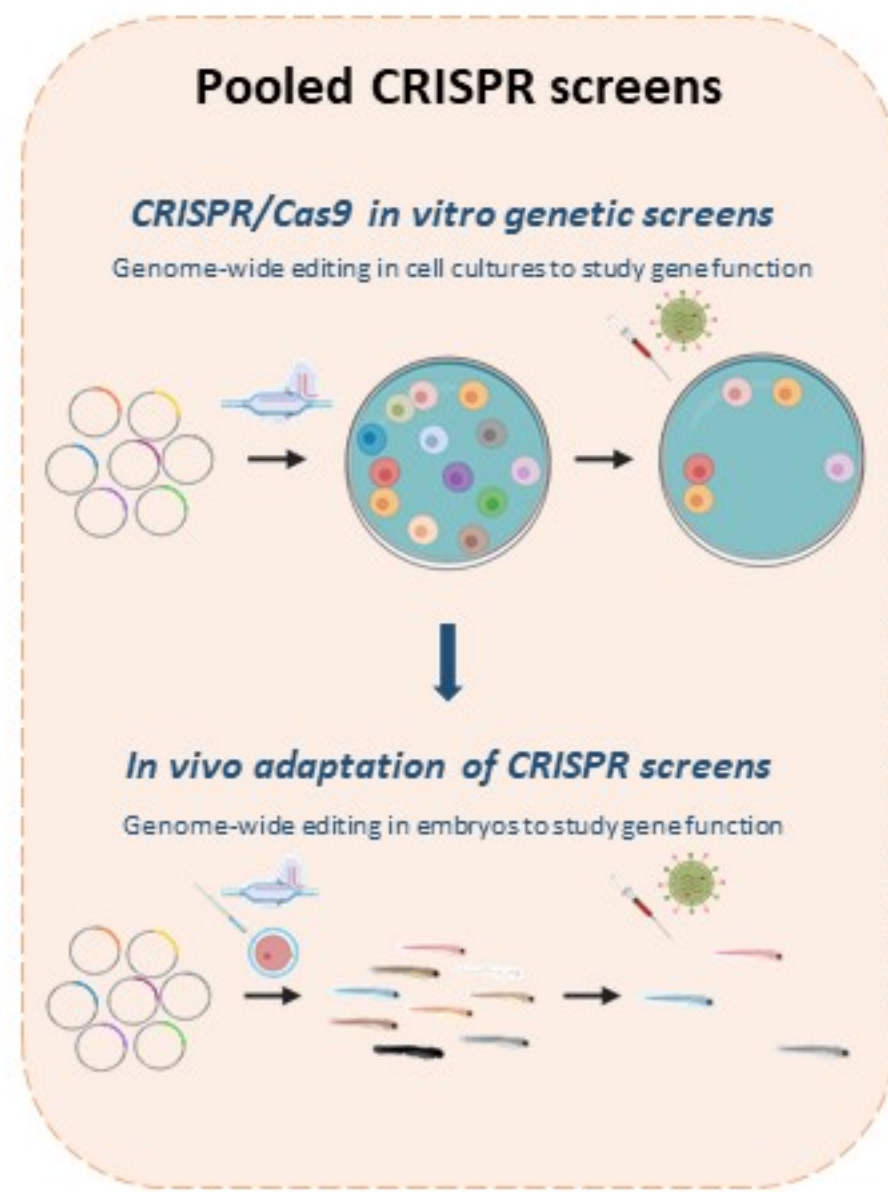 Pooled CRISPR screens
CRISPR/Cas9 in vitro genetic screens
Genome-wide editing in cell cultures to study gene function
In vivo adaptation of CRISPR screens
Genome-wide editing in embryos to study gene function